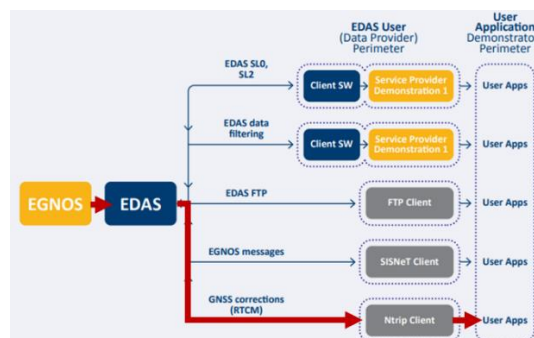 EDAS User
(Data Provider)
Perimeter
User
Application
Demonstrator
Perimeter
EDAS SL0,
SL2
Client SW
Service Provider
Demonstration 1
User Apps
EDAS data
filtering
Client SW
Service Provider
Demonstration 1
User Apps
EGNOS
EDAS
EDAS FTP
FTP Client
User Apps
EGNOS messages
SISNeT Client
User Apps
GNSS corrections
(RTCM)
Ntrip Client
User Apps